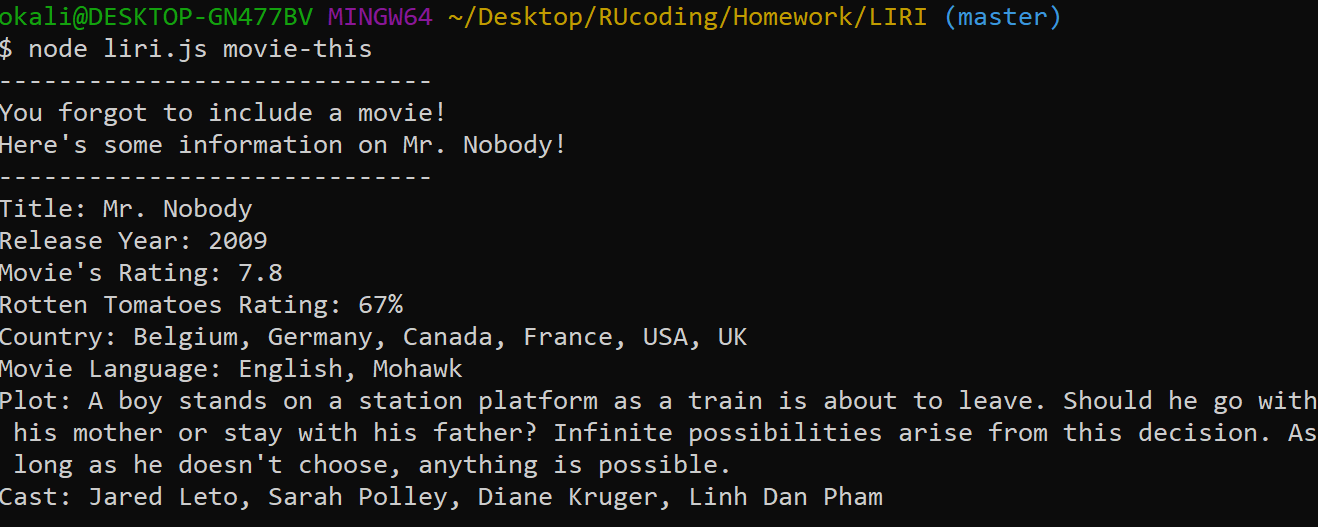 okali@DESKTOP-GN477BV MINGW64 ~/Desktop/RUcoding/Homework/LIRI (master)
$ node liri.js movie-this
-----------------------------
You forgot to include a movie!
Here's some information on Mr. Nobody!
-----------------------------
Title: Mr. Nobody
Release Year: 2009
Movie's Rating: 7.8
Rotten Tomatoes Rating: 67%
Country: Belgium, Germany, Canada, France, USA, UK
Movie Language: English, Mohawk
Plot: A boy stands on a station platform as a train is about to leave. Should he go with
his mother or stay with his father? Infinite possibilities arise from this decision. As
long as he doesn't choose, anything is possible.
Cast: Jared Leto, Sarah Polley, Diane Kruger, Linh Dan Pham